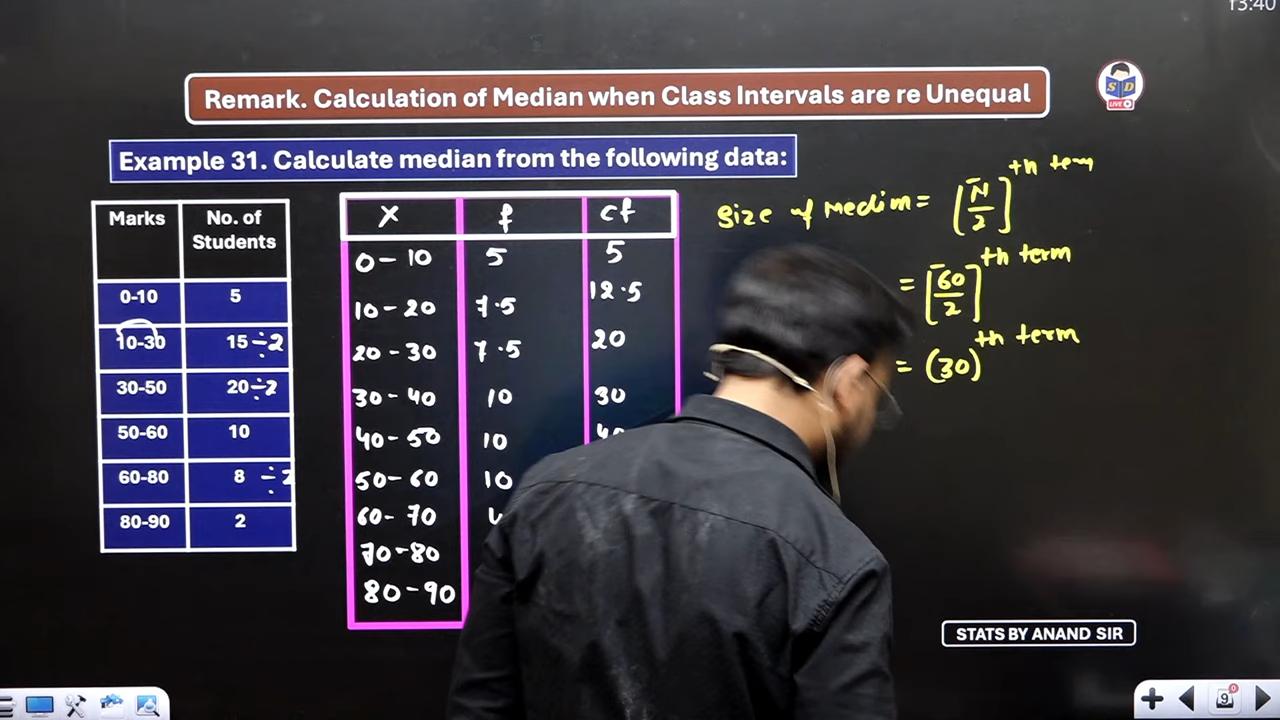 13:40
Remark. Calculation of Median when Class Intervals are re Unequal
S D
LIVE
Example 31. Calculate median from the following data:
Marks No. of Students
0-10 5
10-30 15 ÷2
30-50 20 ÷2
50-60 10
60-80 8 ÷2
80-90 2
X f cf
0-10 5 5
10-20 7.5 12.5
20-30 7.5 20
30-40 10 30
40-50 10 40
50-60 10
60-70 4
70-80
80-90
Size of Median = [N/2]th term
= [60/2]th term
= (30)th term
STATS BY ANAND SIR
9